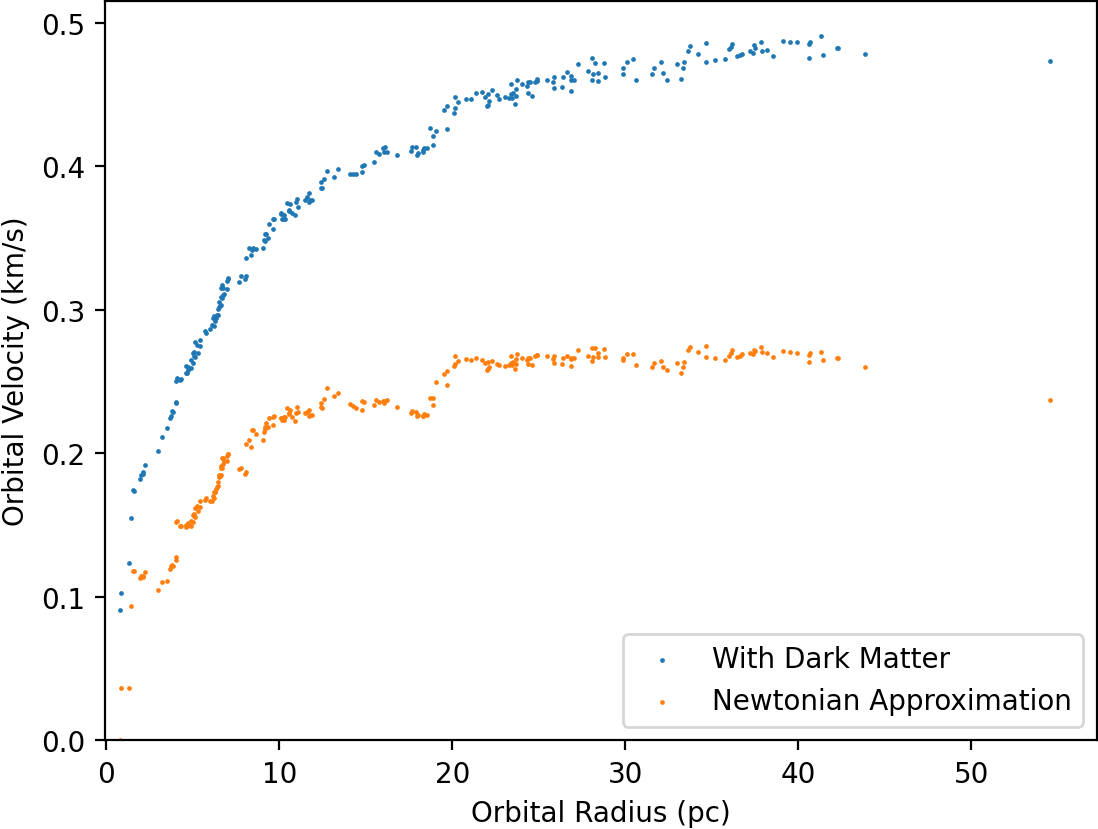 0.5
0.4
0.3
0.2
0.1
0.0
Orbital Velocity (km/s)
With Dark Matter
Newtonian Approximation
0 10 20 30 40 50
Orbital Radius (pc)